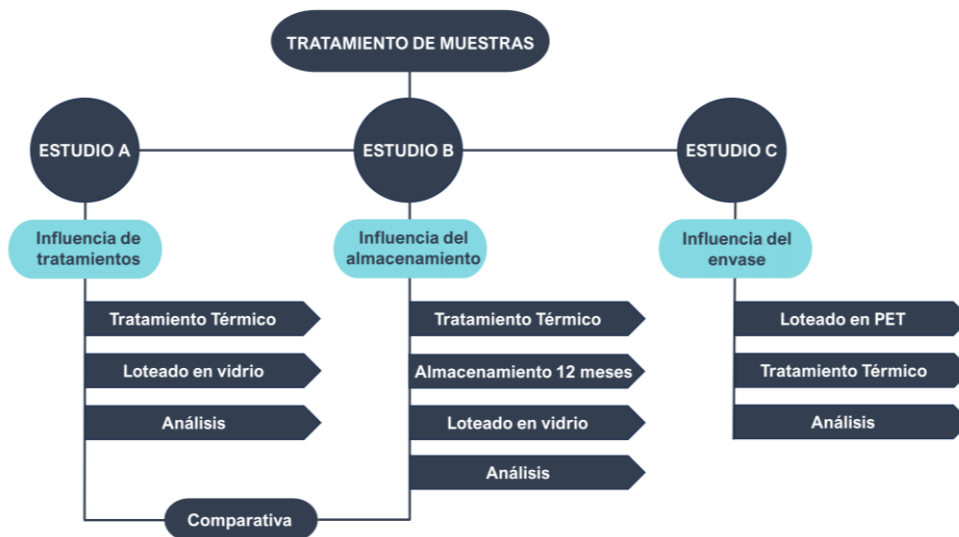 TRATAMIENTO DE MUESTRAS
ESTUDIO A
ESTUDIO B
ESTUDIO C
Influencia de
tratamientos
Influencia del
almacenamiento
Influencia del
envase
Tratamiento Térmico
Loteado en vidrio
Análisis
Tratamiento Térmico
Almacenamiento 12 meses
Loteado en vidrio
Análisis
Loteado en PET
Tratamiento Térmico
Análisis
Comparativa